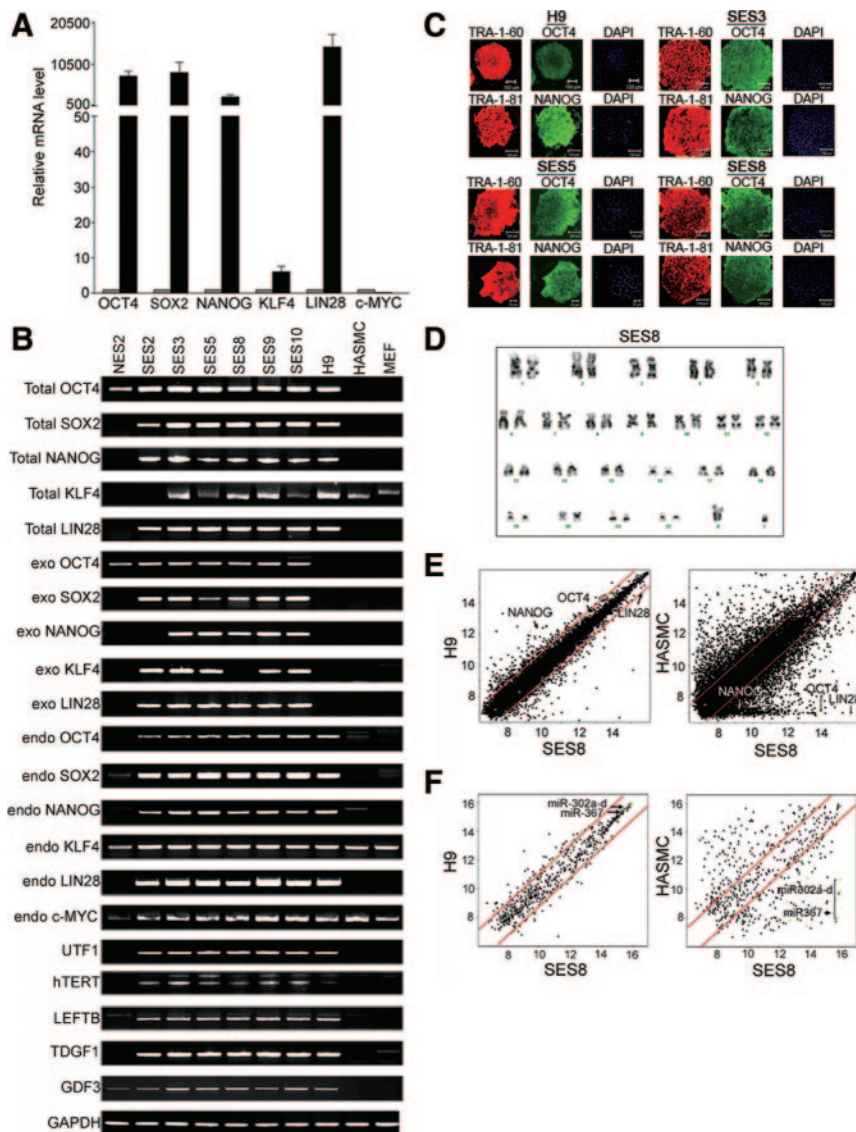 A
20500
10500
500
50
40
30
20
10
0
Relative mRNA level
OCT4 SOX2 NANOG KLF4 LIN28 c-MYC
B
NES2 SES2 SES3 SES5 SES8 SES9 SES10 H9 HASMC MEF
Total OCT4
Total SOX2
Total NANOG
Total KLF4
Total LIN28
exo OCT4
exo SOX2
exo NANOG
exo KLF4
exo LIN28
endo OCT4
endo SOX2
endo NANOG
endo KLF4
endo LIN28
endo c-MYC
UTF1
hTERT
LEFTB
TDGF1
GDF3
GAPDH
C
H9 SES3
TRA-1-60 OCT4 DAPI TRA-1-60 OCT4 DAPI
TRA-1-81 NANOG TRA-1-81 NANOG
SES5 SES8
TRA-1-60 OCT4 DAPI TRA-1-60 OCT4 DAPI
TRA-1-81 NANOG TRA-1-81 NANOG
D
SES8
E
14
12
10
8
H9
NANOG
OCT4
LIN28
8 10 12 14
SES8
14
12
10
8
HASMC
NANOG
OCT4
LIN28
8 10 12 14
SES8
F
16
14
12
10
8
H9
miR-302a-d
miR-367
8 10 12 14 16
SES8
16
14
12
10
8
HASMC
miR302a-d
miR367
8 10 12 14 16
SES8